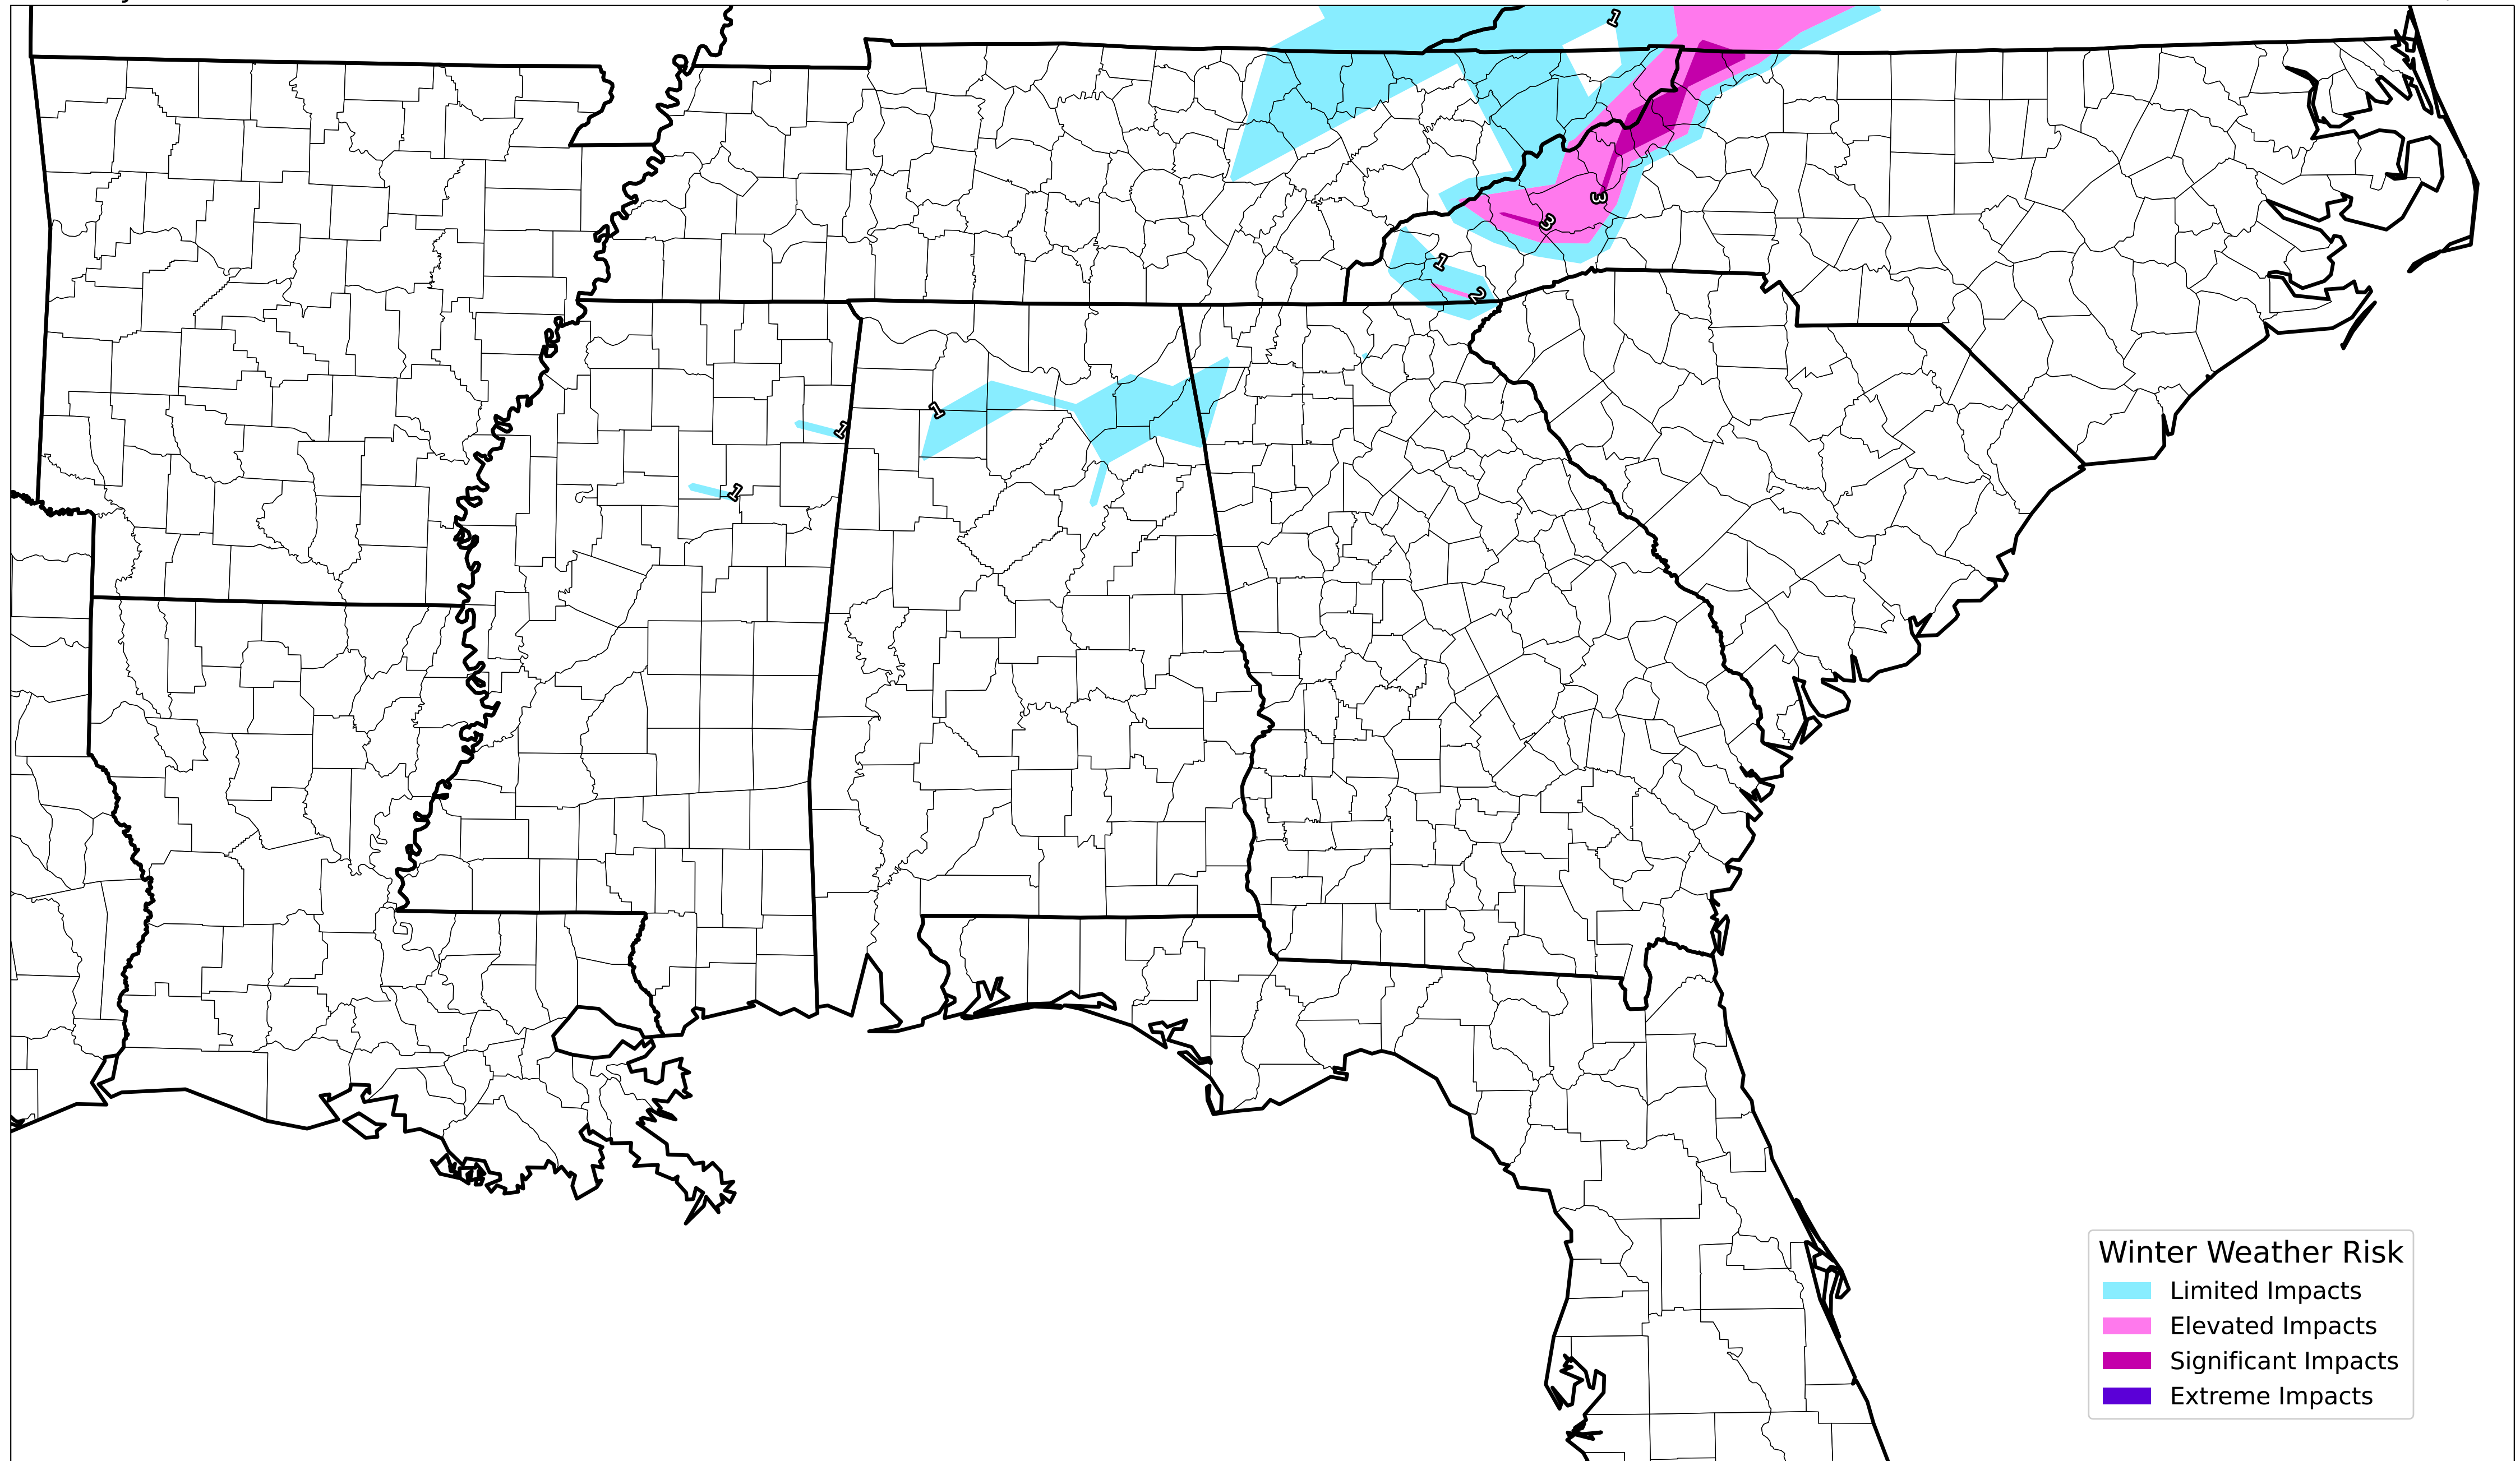 1
1
3
3
2
1
1
1
Winter Weather Risk
Limited Impacts
Elevated Impacts
Significant Impacts
Extreme Impacts